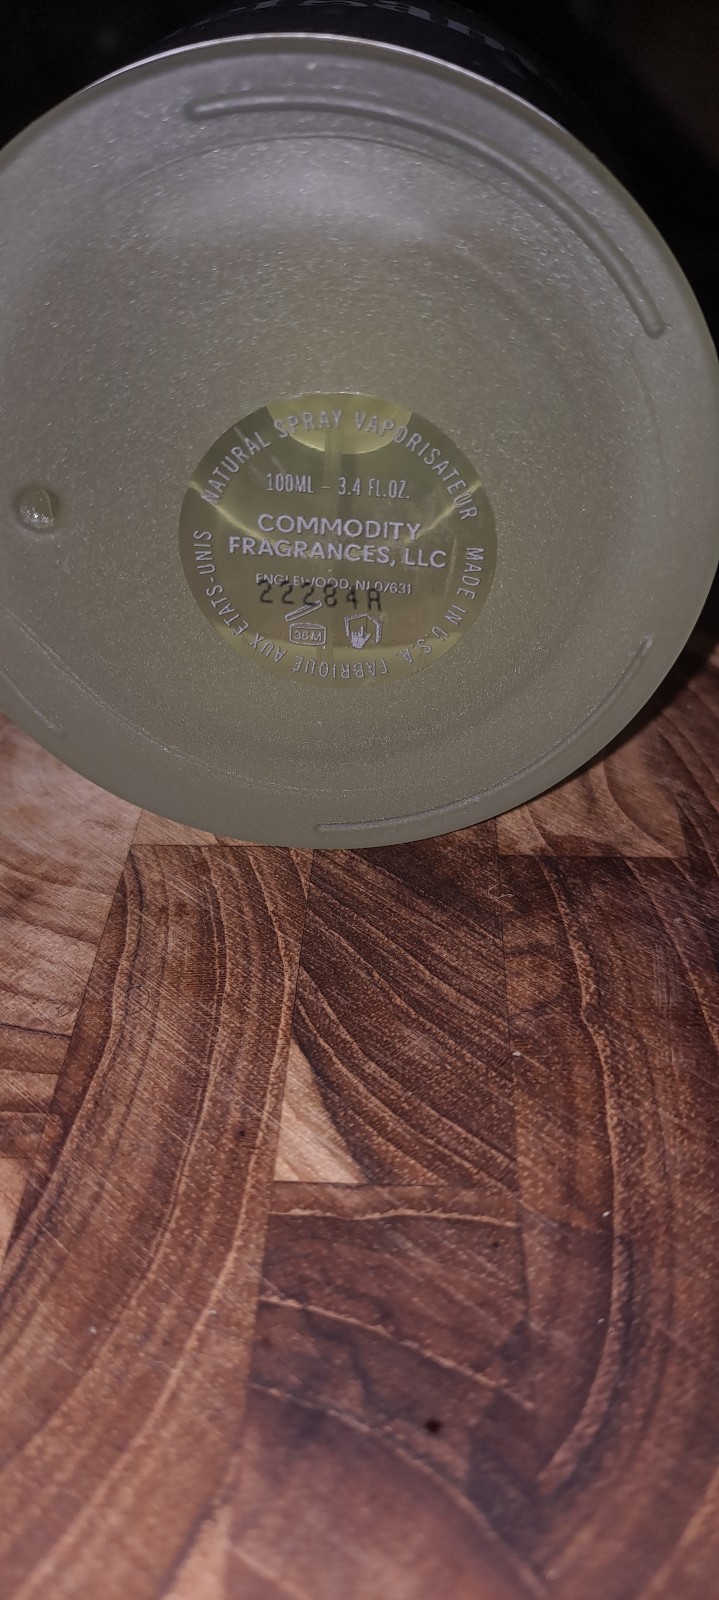 NATURAL SPRAY VAPORISATEUR
100ML – 3.4 FL.OZ.
COMMODITY
FRAGRANCES, LLC
ENGLEWOOD, NJ 07631
22284A
36M
MADE IN U.S.A. FABRIQUÉ AUX ETATS-UNIS